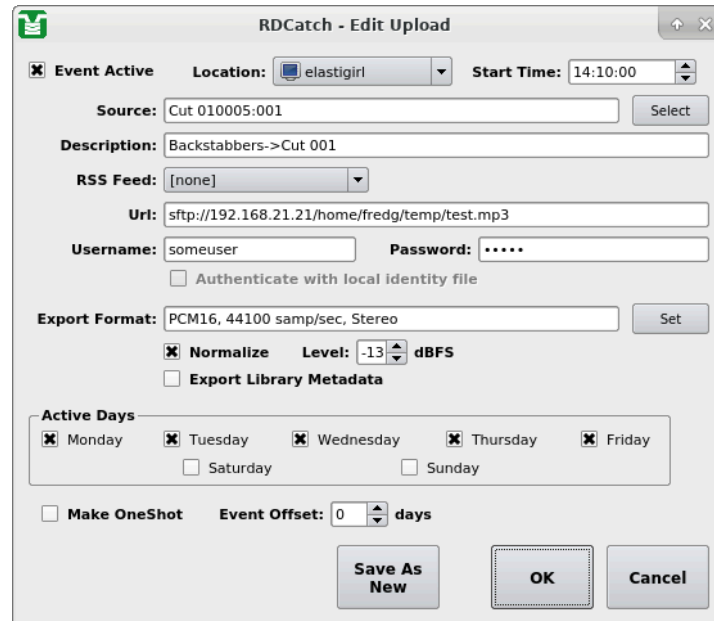 RDCatch - Edit Upload
Event Active Location: elastigirl Start Time: 14:10:00
Source: Cut 010005:001 Select
Description: Backstabbers->Cut 001
RSS Feed: [none]
Url: sftp://192.168.21.21/home/fredg/temp/test.mp3
Username: someuser Password: •••••
Authenticate with local identity file
Export Format: PCM16, 44100 samp/sec, Stereo Set
Normalize Level: -13 dBFS
Export Library Metadata
Active Days
Monday Tuesday Wednesday Thursday Friday
Saturday Sunday
Make OneShot Event Offset: 0 days
Save As
New
OK Cancel